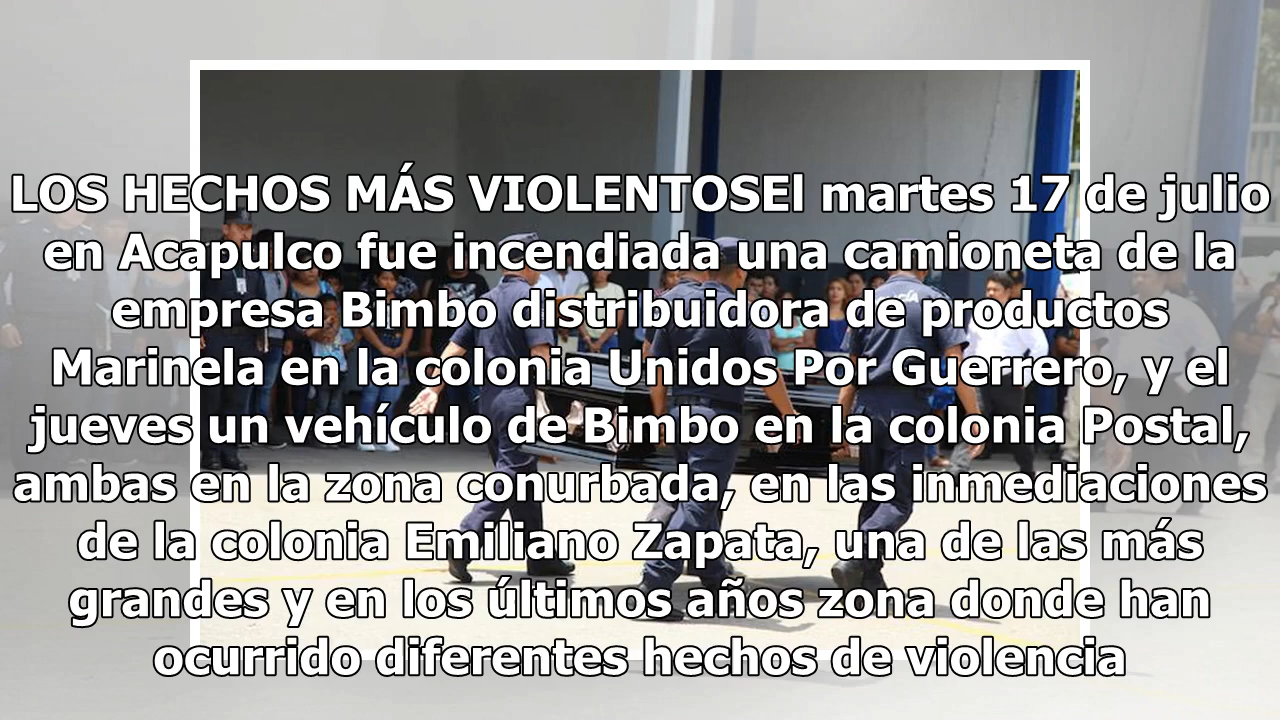 LOS HECHOS MÁS VIOLENTOSEl martes 17 de julio
en Acapulco fue incendiada una camioneta de la
empresa Bimbo distribuidora de productos
Marinela en la colonia Unidos Por Guerrero, y el
jueves un vehículo de Bimbo en la colonia Postal,
ambas en la zona conurbada, en las inmediaciones
de la colonia Emiliano Zapata, una de las más
grandes y en los últimos años zona donde han
ocurrido diferentes hechos de violencia